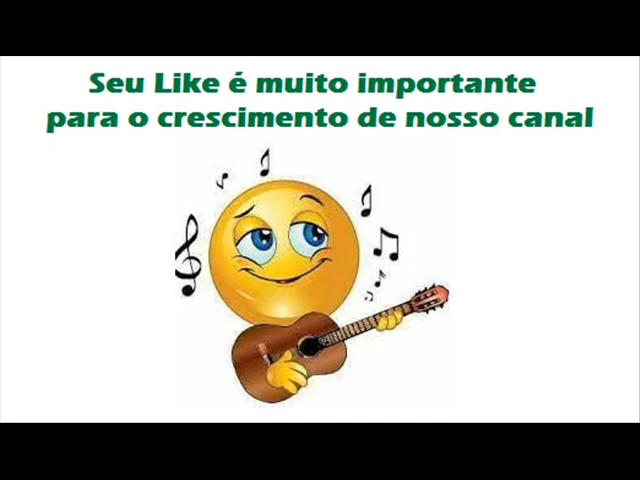 Seu Like é muito importante
para o crescimento de nosso canal